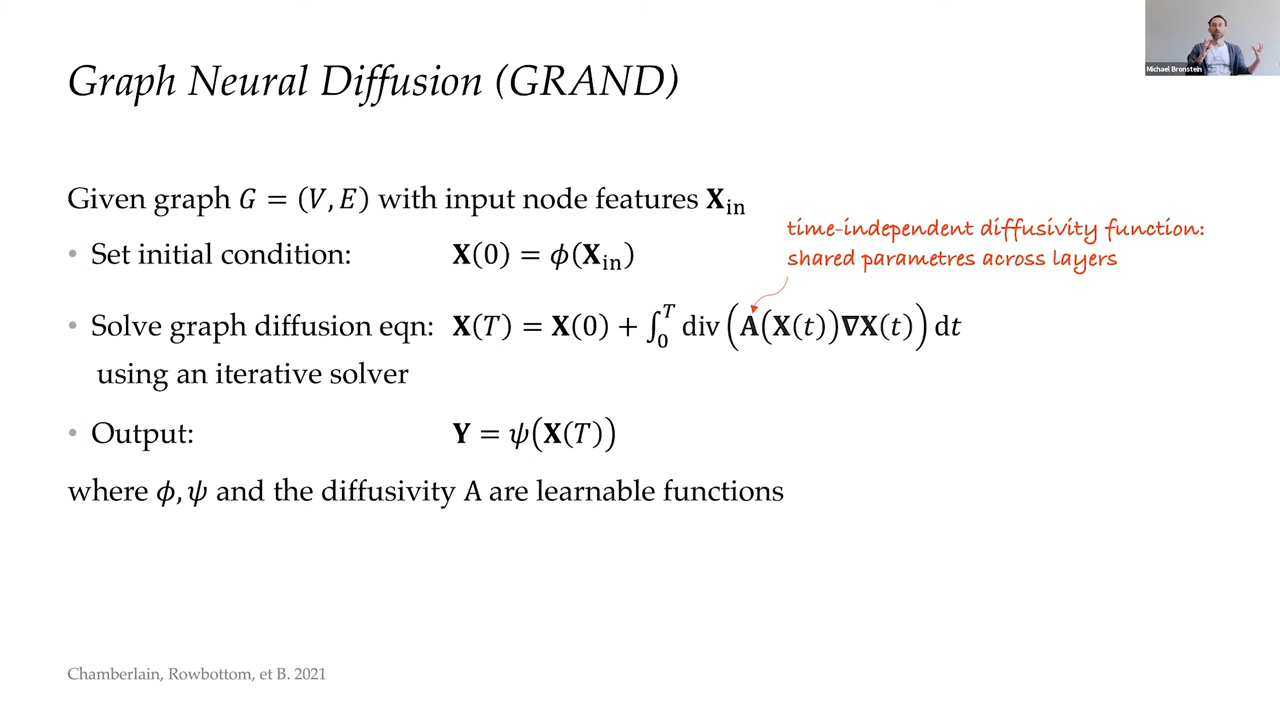 Michael Bronstein
Graph Neural Diffusion (GRAND)
Given graph G = (V, E) with input node features X_in
time-independent diffusivity function:
shared parametres across layers
• Set initial condition: X(0) = ϕ(X_in)
• Solve graph diffusion eqn: X(T) = X(0) + ∫₀ᵀ div(A(X(t))∇X(t)) dt
using an iterative solver
• Output: Y = ψ(X(T))
where ϕ, ψ and the diffusivity A are learnable functions
Chamberlain, Rowbottom, et B. 2021